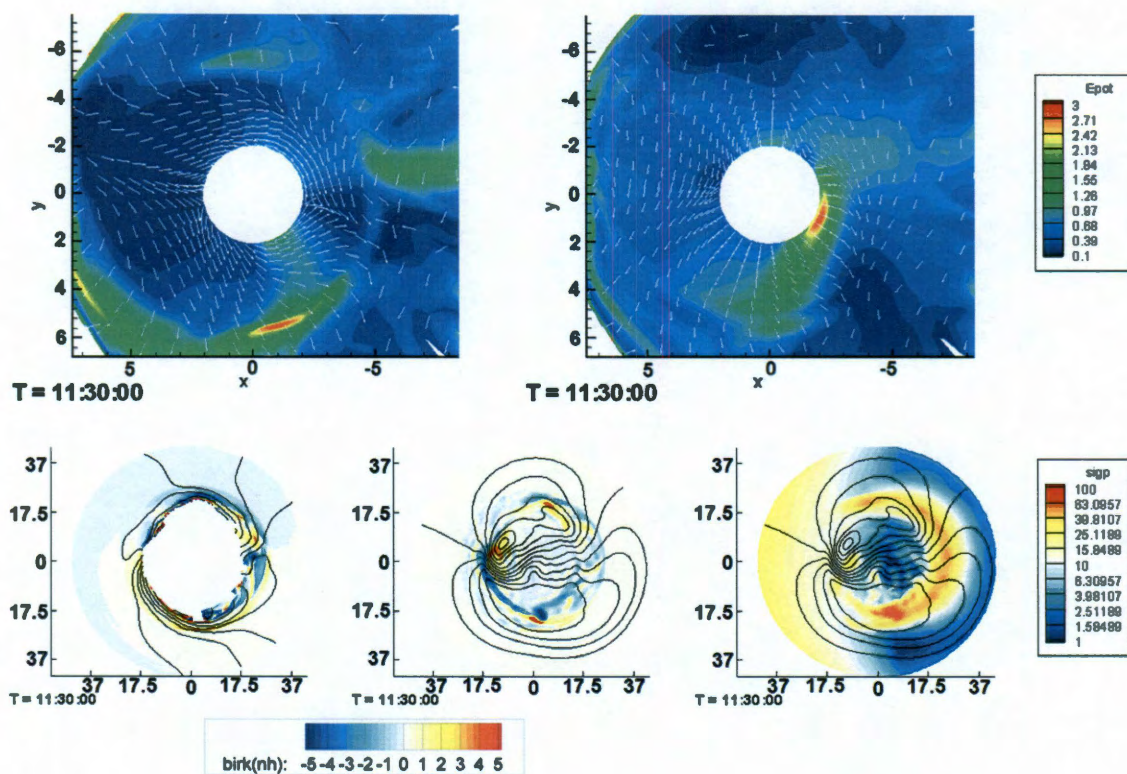 -6
-4
-2
y 0
2
4
6
5 0 -5
x
T = 11:30:00
-6
-4
-2
y 0
2
4
6
5 0 -5
x
T = 11:30:00
Epot
3
2.71
2.42
2.13
1.84
1.55
1.26
0.97
0.68
0.39
0.1
37
17.5
0
17.5
37
37 17.5 0 17.5 37
T = 11:30:00
37
17.5
0
17.5
37
37 17.5 0 17.5 37
T = 11:30:00
37
17.5
0
17.5
37
37 17.5 0 17.5 37
T = 11:30:00
sigp
100
63.0957
39.8107
25.1189
15.8489
10
6.30957
3.98107
2.51189
1.58489
1
birk(nh): -5 -4 -3 -2 -1 0 1 2 3 4 5